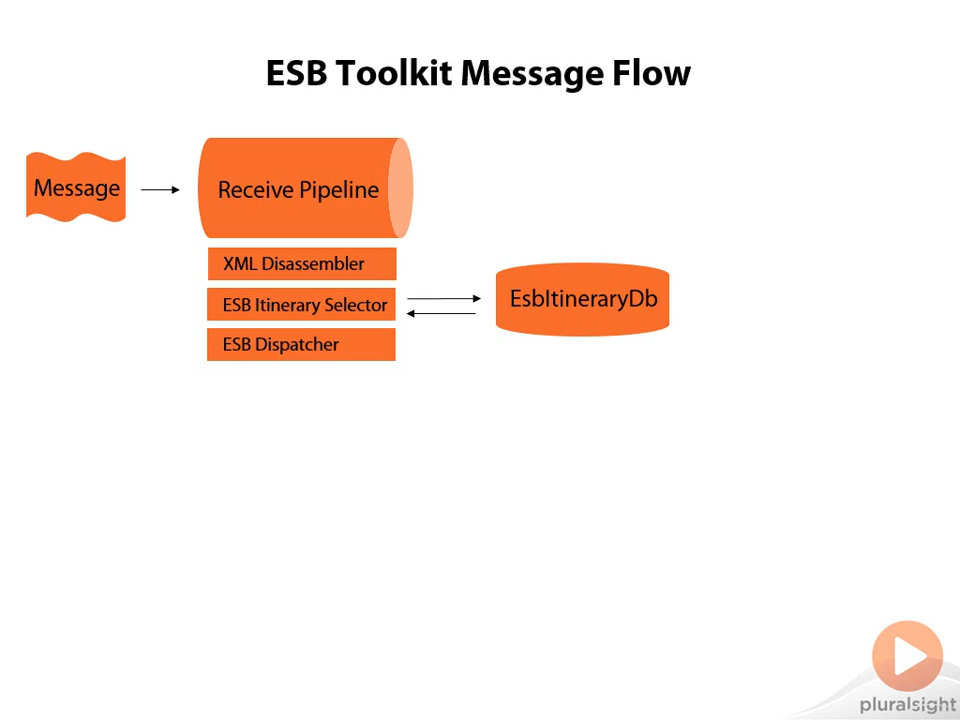 ESB Toolkit Message Flow
Message
Receive Pipeline
XML Disassembler
ESB Itinerary Selector
EsbItineraryDb
ESB Dispatcher
pluralsight